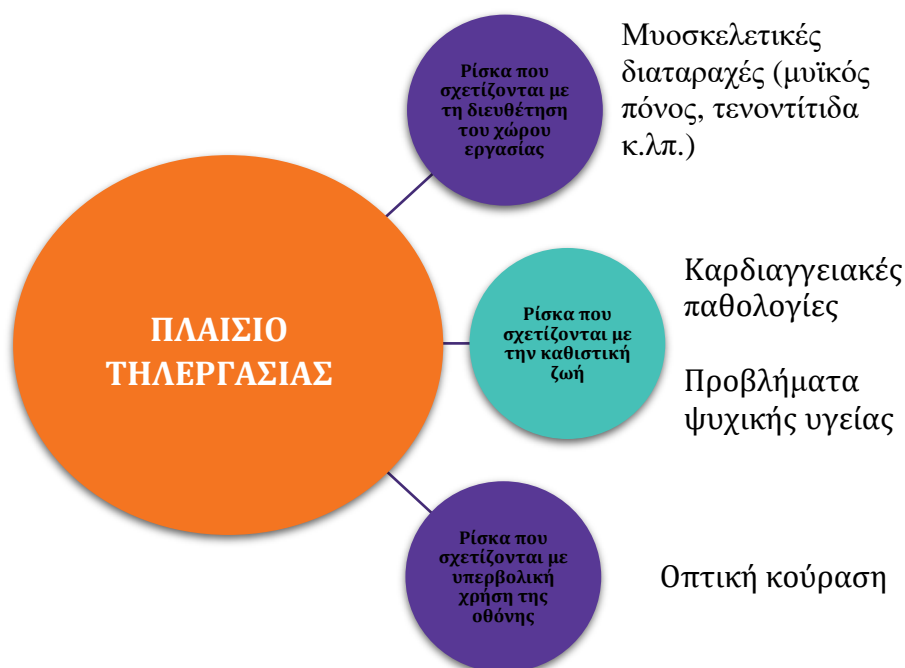 Ρίσκα που
σχετίζονται με
τη διευθέτηση
του χώρου
εργασίας
Μυοσκελετικές
διαταραχές (μυϊκός
πόνος, τενοντίτιδα
κ.λπ.)
ΠΛΑΙΣΙΟ
ΤΗΛΕΡΓΑΣΙΑΣ
Ρίσκα που
σχετίζονται με
την καθιστική
ζωή
Καρδιαγγειακές
παθολογίες
Προβλήματα
ψυχικής υγείας
Ρίσκα που
σχετίζονται με
υπερβολική
χρήση της
οθόνης
Οπτική κούραση